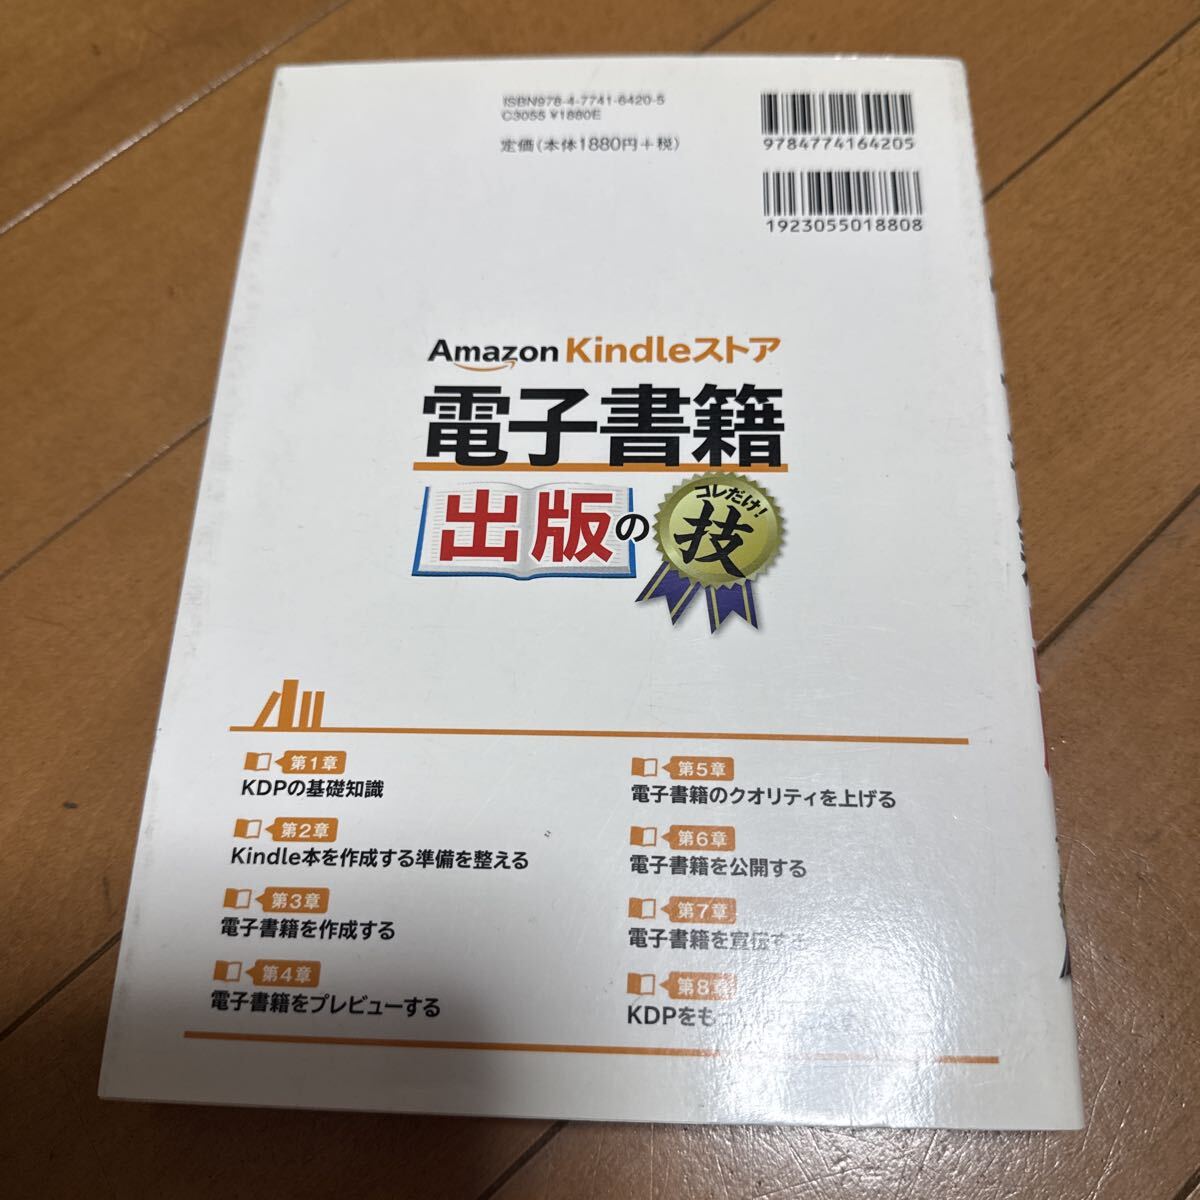 ISBN978-4-7741-6420-5
C3055 ¥1880E
定価(本体1880円+税)
9784774164205
1923055018808
Amazon Kindleストア
電子書籍
出版の
コレだけ!
技
第1章
KDPの基礎知識
第2章
Kindle本を作成する準備を整える
第3章
電子書籍を作成する
第4章
電子書籍をプレビューする
第5章
電子書籍のクオリティを上げる
第6章
電子書籍を公開する
第7章
電子書籍を宣伝する
第8章
KDPをも